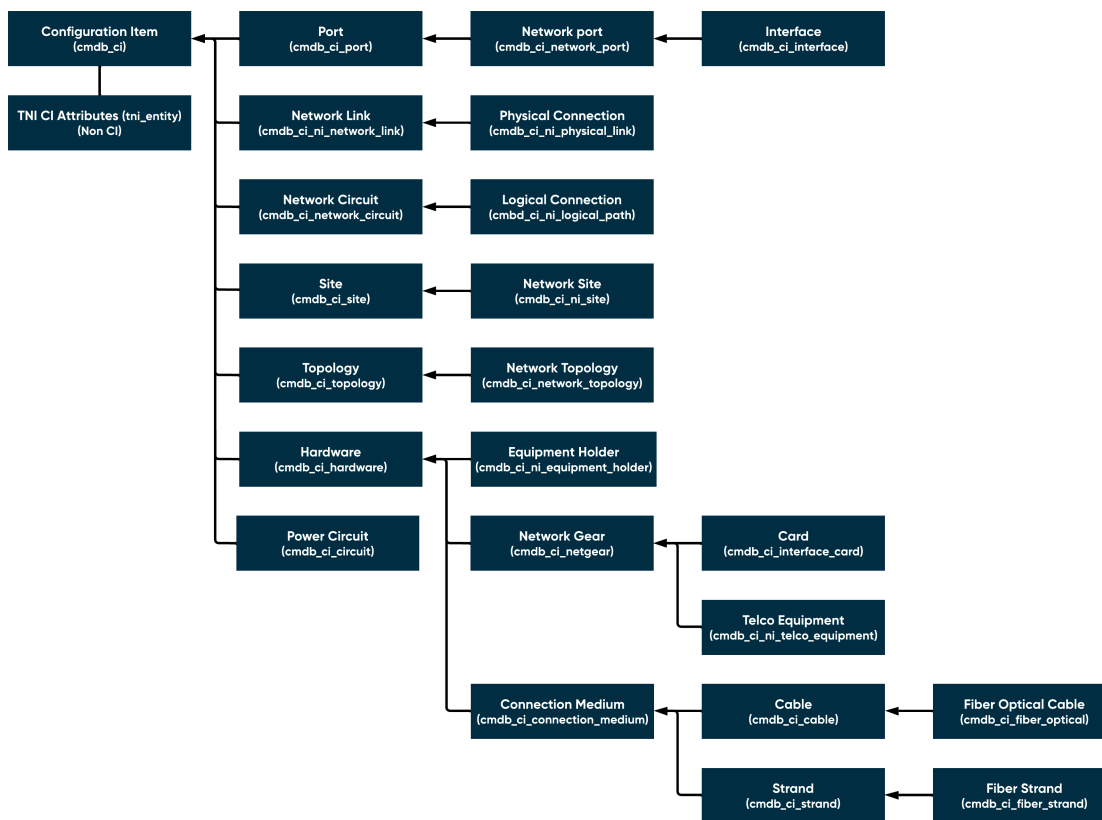 Configuration Item
(cmdb_ci)
Port
(cmdb_ci_port)
Network port
(cmdb_ci_network_port)
Interface
(cmdb_ci_interface)
TNI CI Attributes (tni_entity)
(Non CI)
Network Link
(cmdb_ci_ni_network_link)
Physical Connection
(cmdb_ci_ni_physical_link)
Network Circuit
(cmdb_ci_network_circuit)
Logical Connection
(cmbd_ci_ni_logical_path)
Site
(cmdb_ci_site)
Network Site
(cmdb_ci_ni_site)
Topology
(cmdb_ci_topology)
Network Topology
(cmdb_ci_network_topology)
Hardware
(cmdb_ci_hardware)
Equipment Holder
(cmdb_ci_ni_equipment_holder)
Power Circuit
(cmdb_ci_circuit)
Network Gear
(cmdb_ci_netgear)
Card
(cmdb_ci_interface_card)
Telco Equipment
(cmdb_ci_ni_telco_equipment)
Connection Medium
(cmdb_ci_connection_medium)
Cable
(cmdb_ci_cable)
Fiber Optical Cable
(cmdb_ci_fiber_optical)
Strand
(cmdb_ci_strand)
Fiber Strand
(cmdb_ci_fiber_strand)